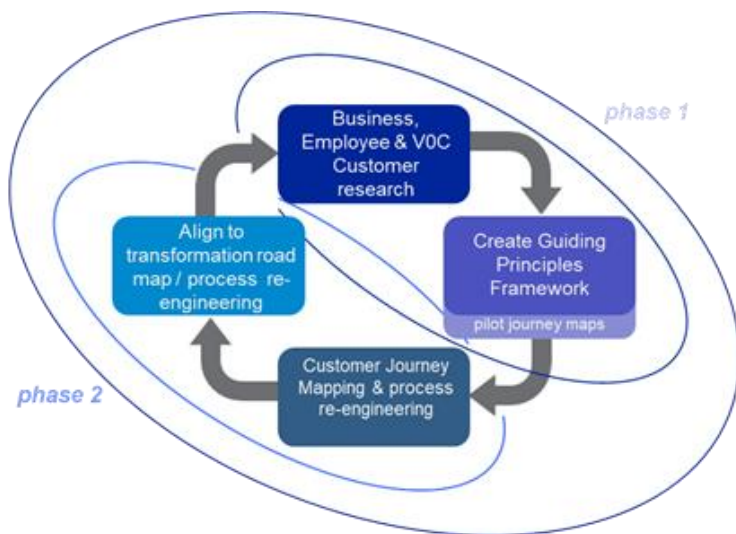 phase 1
Business,
Employee & V0C
Customer
research
Align to
transformation road
map / process re-
engineering
Create Guiding
Principles
Framework
pilot journey maps
Customer Journey
Mapping & process
re-engineering
phase 2